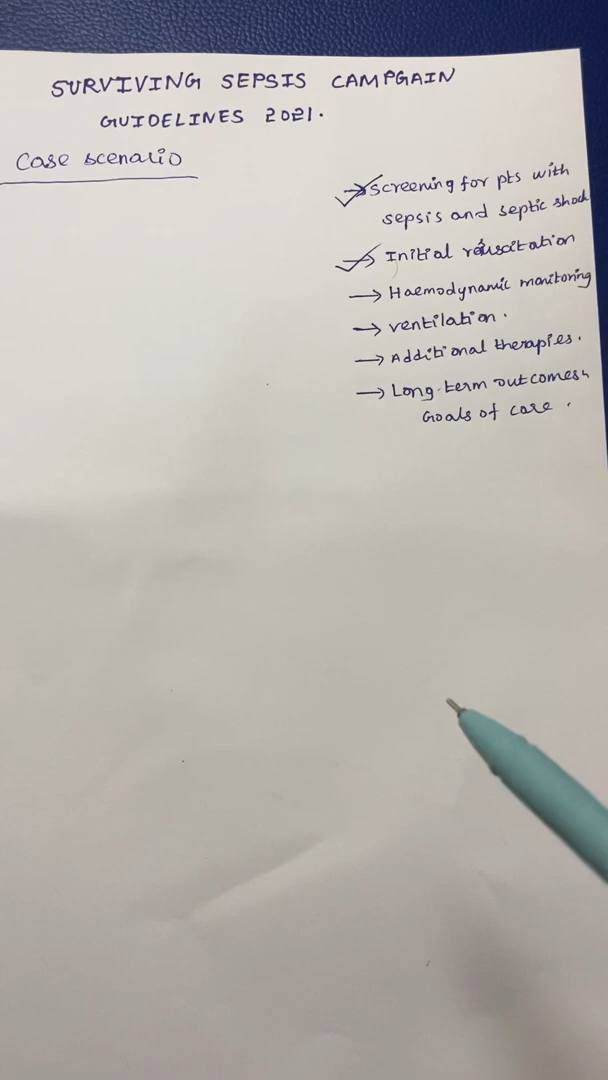 SURVIVING SEPSIS CAMPGAIN
GUIDELINES 2021.
Case scenario
→ Screening for pts with
sepsis and septic shock
→ Initial resuscitation
→ Haemodynamic monitoring
→ ventilation.
→ Additional therapies.
→ Long-term outcomes
Goals of care.